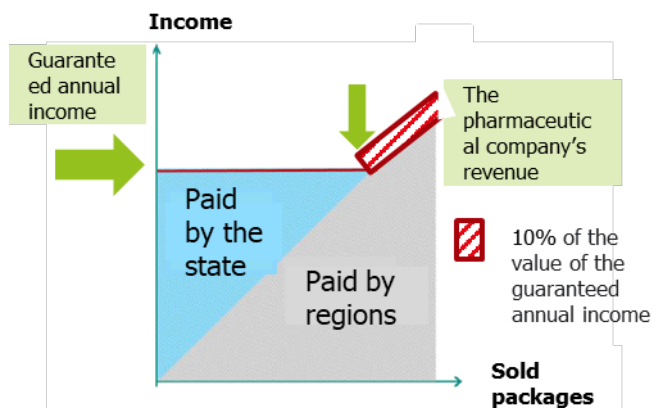 Income
Guarante
ed annual
income
The
pharmaceutic
al company's
revenue
Paid
by the
state
Paid by
regions
10% of the
value of the
guaranteed
annual income
Sold
packages